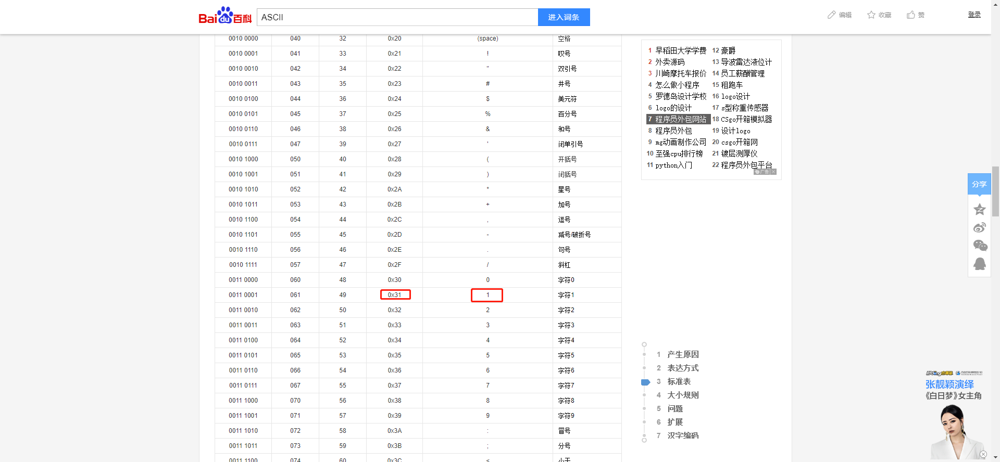 Baidu百科 ASCII 进入词条 编辑 收藏 赞 登录
0010 0000 040 32 0x20 (space) 空格
0010 0001 041 33 0x21 ! 叹号
0010 0010 042 34 0x22 " 双引号
0010 0011 043 35 0x23 # 井号
0010 0100 044 36 0x24 $ 美元符
0010 0101 045 37 0x25 % 百分号
0010 0110 046 38 0x26 & 和号
0010 0111 047 39 0x27 ' 闭单引号
0010 1000 050 40 0x28 ( 开括号
0010 1001 051 41 0x29 ) 闭括号
0010 1010 052 42 0x2A * 星号
0010 1011 053 43 0x2B + 加号
0010 1100 054 44 0x2C , 逗号
0010 1101 055 45 0x2D - 减号/破折号
0010 1110 056 46 0x2E . 句号
0010 1111 057 47 0x2F / 斜杠
0011 0000 060 48 0x30 0 字符0
0011 0001 061 49 0x31 1 字符1
0011 0010 062 50 0x32 2 字符2
0011 0011 063 51 0x33 3 字符3
0011 0100 064 52 0x34 4 字符4
0011 0101 065 53 0x35 5 字符5
0011 0110 066 54 0x36 6 字符6
0011 0111 067 55 0x37 7 字符7
0011 1000 070 56 0x38 8 字符8
0011 1001 071 57 0x39 9 字符9
0011 1010 072 58 0x3A : 冒号
0011 1011 073 59 0x3B ; 分号
0011 1100 074 60 0x3C < 小于
1 早稻田大学学费 12 豪爵
2 外卖源码 13 导波雷达液位计
3 川崎摩托车报价 14 员工薪酬管理
4 怎么做小程序 15 租跑车
5 罗德岛设计学校 16 logo设计
6 logo的设计 17 s型称重传感器
7 程序员外包网站 18 CSgo开箱模拟器
8 程序员外包 19 设计logo
9 mg动画制作公司 20 csgo开箱网
10 至强cpu排行榜 21 镀层测厚仪
11 python入门 22 程序员外包平台
广告
分享
1 产生原因
2 表达方式
3 标准表
4 大小规则
5 问题
6 扩展
7 汉字编码
张靓颖演绎
《白日梦》女主角